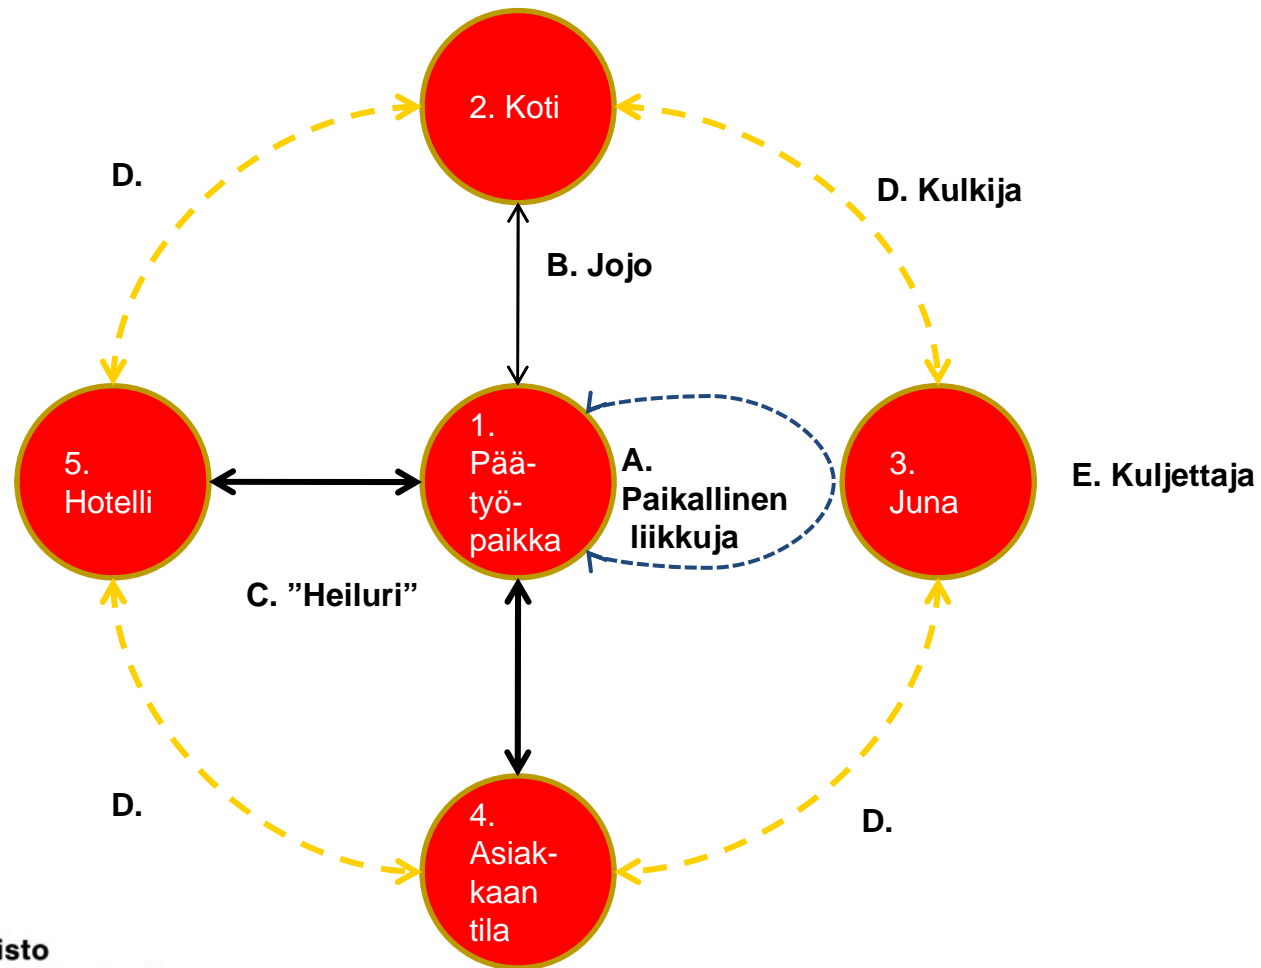 2. Koti
D.
D. Kulkija
B. Jojo
1.
Pää-
työ-
paikka
A.
Paikallinen
liikkuja
3.
Juna
E. Kuljettaja
5.
Hotelli
C. ”Heiluri”
D.
D.
4.
Asiak-
kaan
tila
isto